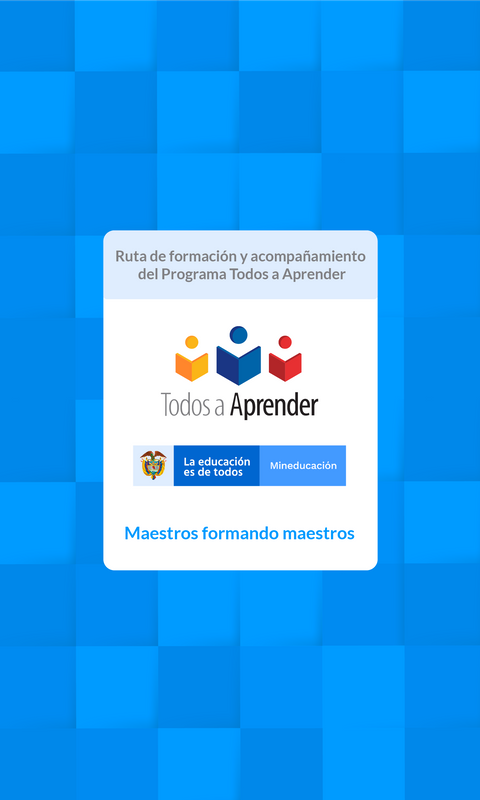 Ruta de formación y acompañamiento
del Programa Todos a Aprender
Todos a Aprender
La educación
es de todos
Mineducación
Maestros formando maestros